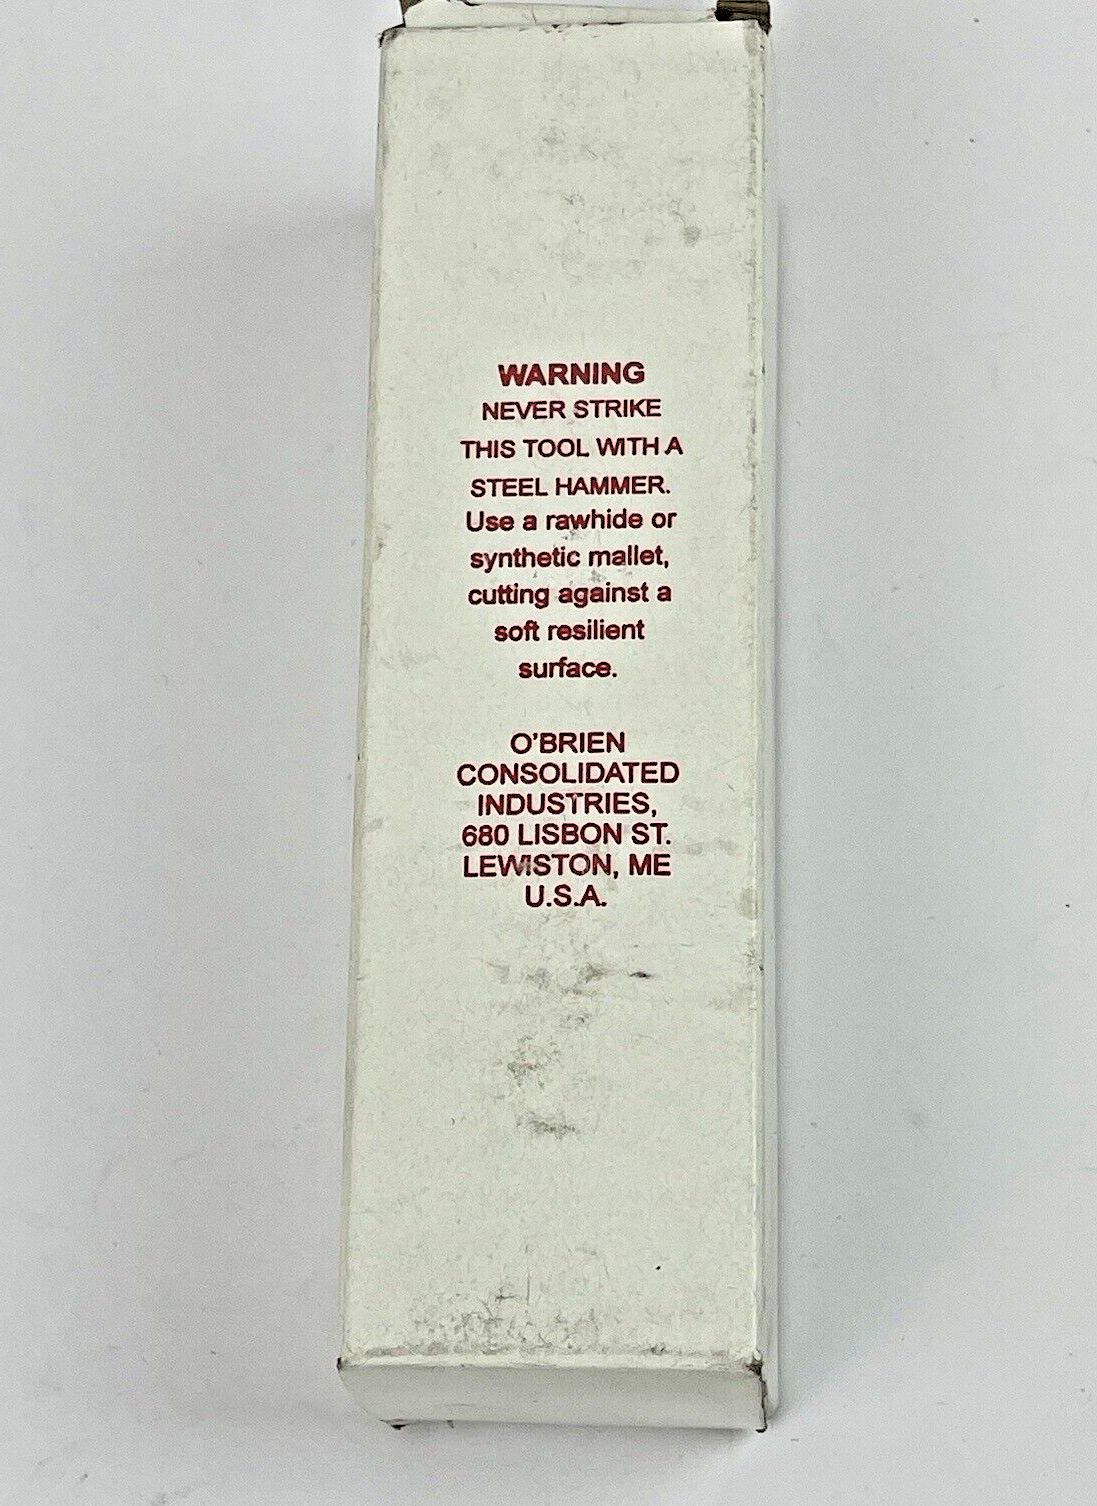 WARNING
NEVER STRIKE
THIS TOOL WITH A
STEEL HAMMER.
Use a rawhide or
synthetic mallet,
cutting against a
soft resilient
surface.
O'BRIEN
CONSOLIDATED
INDUSTRIES,
680 LISBON ST.
LEWISTON, ME
U.S.A.